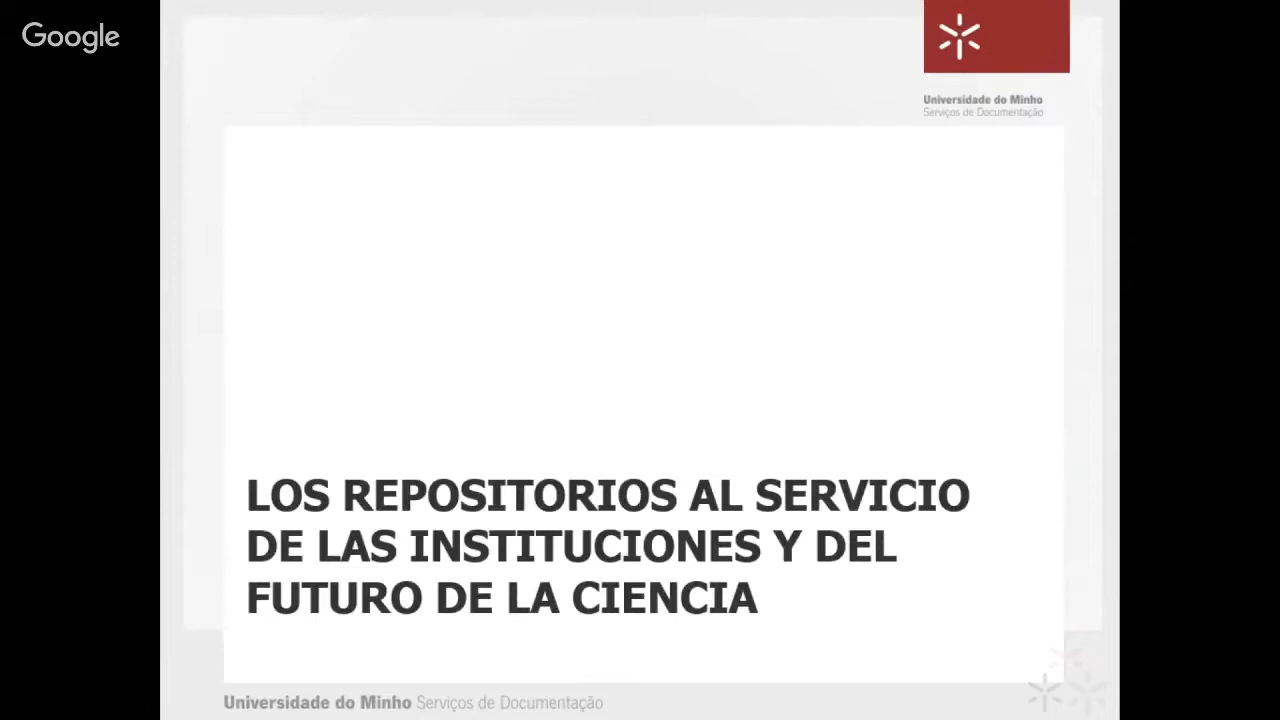 Google
Universidade do Minho
Serviços de Documentação
LOS REPOSITORIOS AL SERVICIO
DE LAS INSTITUCIONES Y DEL
FUTURO DE LA CIENCIA
Universidade do Minho Serviços de Documentação